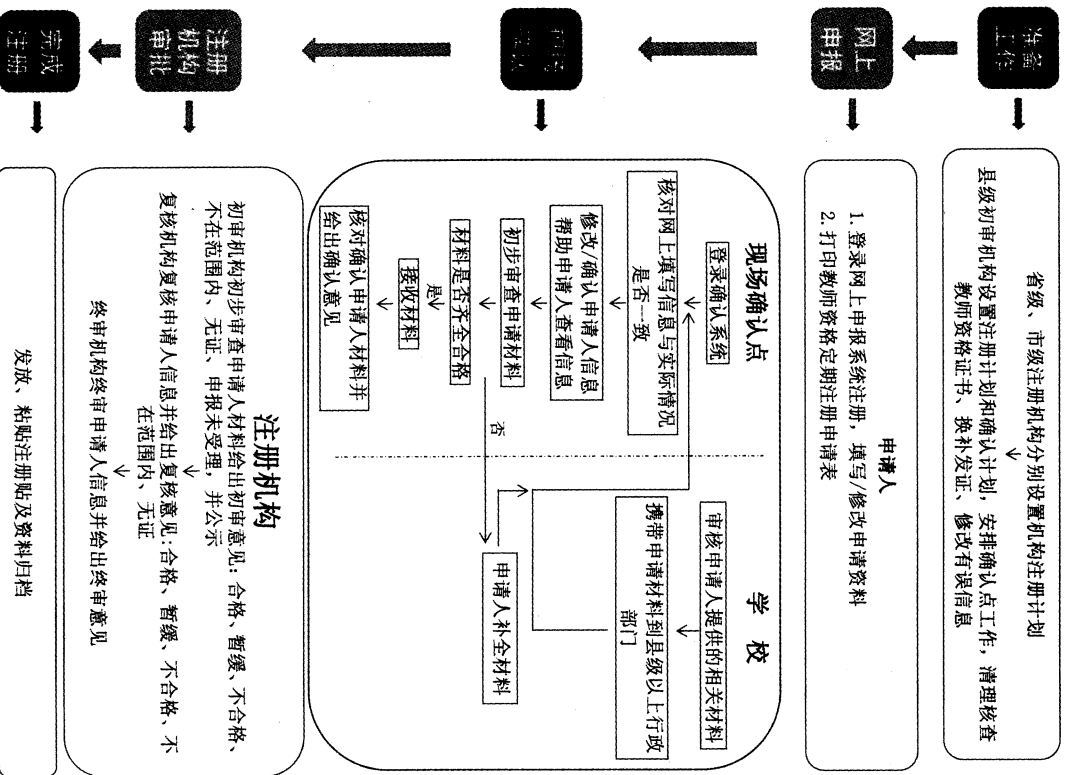 准备
工作
省级、市级注册机构分别设置机构注册计划
县级初审机构设置注册计划和确认计划，安排确认点工作，清理核查
教师资格证书、换补发证、修改有误信息
网上
申报
申请人
1. 登录网上申报系统注册，填写/修改申请资料
2. 打印教师资格定期注册申请表
现场确认点
登录确认系统
核对网上填写信息与实际情况
是否一致
修改/确认申请人信息
帮助申请人查看信息
初步审查申请材料
材料是否齐全合格
是
接收材料
核对确认申请人材料并
给出确认意见
否
学 校
审核申请人提供的相关材料
携带申请材料到县级以上行政
部门
申请人补全材料
注册
机构
审批
注册机构
初审机构初步审查申请人材料给出初审意见：合格、暂缓、不合格、
不在范围内、无证、申报未受理，并公示
复核机构复核申请人信息并给出复核意见:合格、暂缓、不合格、不
在范围内、无证
终审机构终审申请人信息并给出终审意见
完成
注册
发放、粘贴注册贴及资料归档